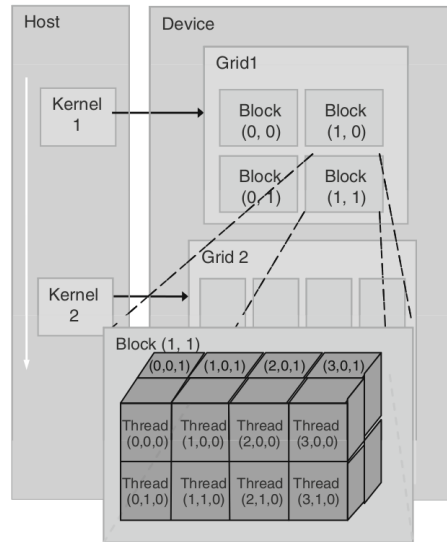 Host
Device
Grid1
Kernel
1
Block
(0, 0)
Block
(1, 0)
Block
(0, 1)
Block
(1, 1)
Grid 2
Kernel
2
Block (1, 1)
(0,0,1)
(1,0,1)
(2,0,1)
(3,0,1)
Thread
(0,0,0)
Thread
(1,0,0)
Thread
(2,0,0)
Thread
(3,0,0)
Thread
(0,1,0)
Thread
(1,1,0)
Thread
(2,1,0)
Thread
(3,1,0)